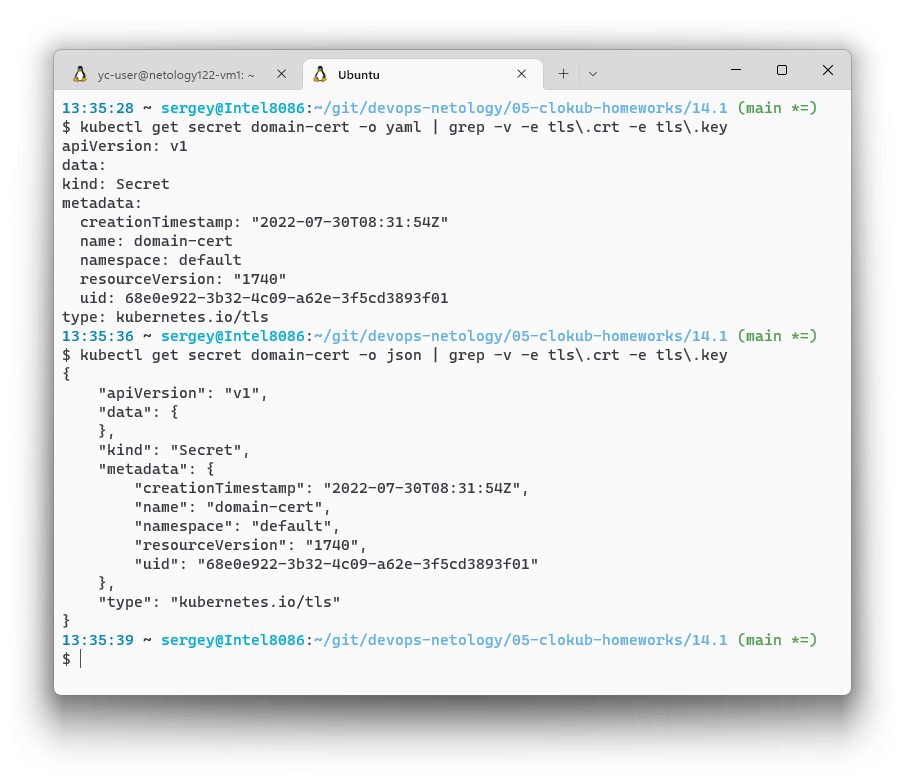 yc-user@netology122-vm1: ~
Ubuntu
13:35:28 ~ sergey@Intel8086:~/git/devops-netology/05-clokub-homeworks/14.1 (main *=)
$ kubectl get secret domain-cert -o yaml | grep -v -e tls\.crt -e tls\.key
apiVersion: v1
data:
kind: Secret
metadata:
  creationTimestamp: "2022-07-30T08:31:54Z"
  name: domain-cert
  namespace: default
  resourceVersion: "1740"
  uid: 68e0e922-3b32-4c09-a62e-3f5cd3893f01
type: kubernetes.io/tls
13:35:36 ~ sergey@Intel8086:~/git/devops-netology/05-clokub-homeworks/14.1 (main *=)
$ kubectl get secret domain-cert -o json | grep -v -e tls\.crt -e tls\.key
{
    "apiVersion": "v1",
    "data": {
    },
    "kind": "Secret",
    "metadata": {
        "creationTimestamp": "2022-07-30T08:31:54Z",
        "name": "domain-cert",
        "namespace": "default",
        "resourceVersion": "1740",
        "uid": "68e0e922-3b32-4c09-a62e-3f5cd3893f01"
    },
    "type": "kubernetes.io/tls"
}
13:35:39 ~ sergey@Intel8086:~/git/devops-netology/05-clokub-homeworks/14.1 (main *=)
$